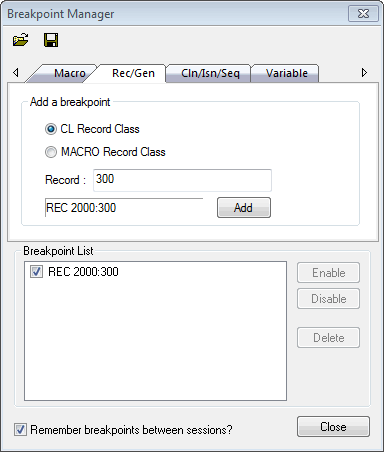 Breakpoint Manager
Macro Rec/Gen Cln/Isn/Seq Variable
Add a breakpoint
CL Record Class
MACRO Record Class
Record : 300
REC 2000:300 Add
Breakpoint List
REC 2000:300
Enable
Disable
Delete
Remember breakpoints between sessions?
Close